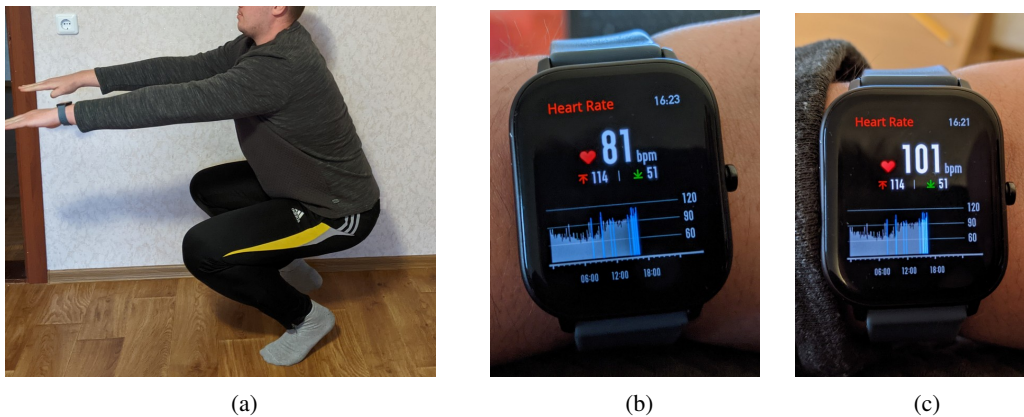 adidas
Heart Rate
16:23
81 bpm
114 | 51
120
90
60
06:00 12:00 18:00
Heart Rate
16:21
101 bpm
114 | 51
120
90
60
06:00 12:00 18:00
(a)
(b)
(c)